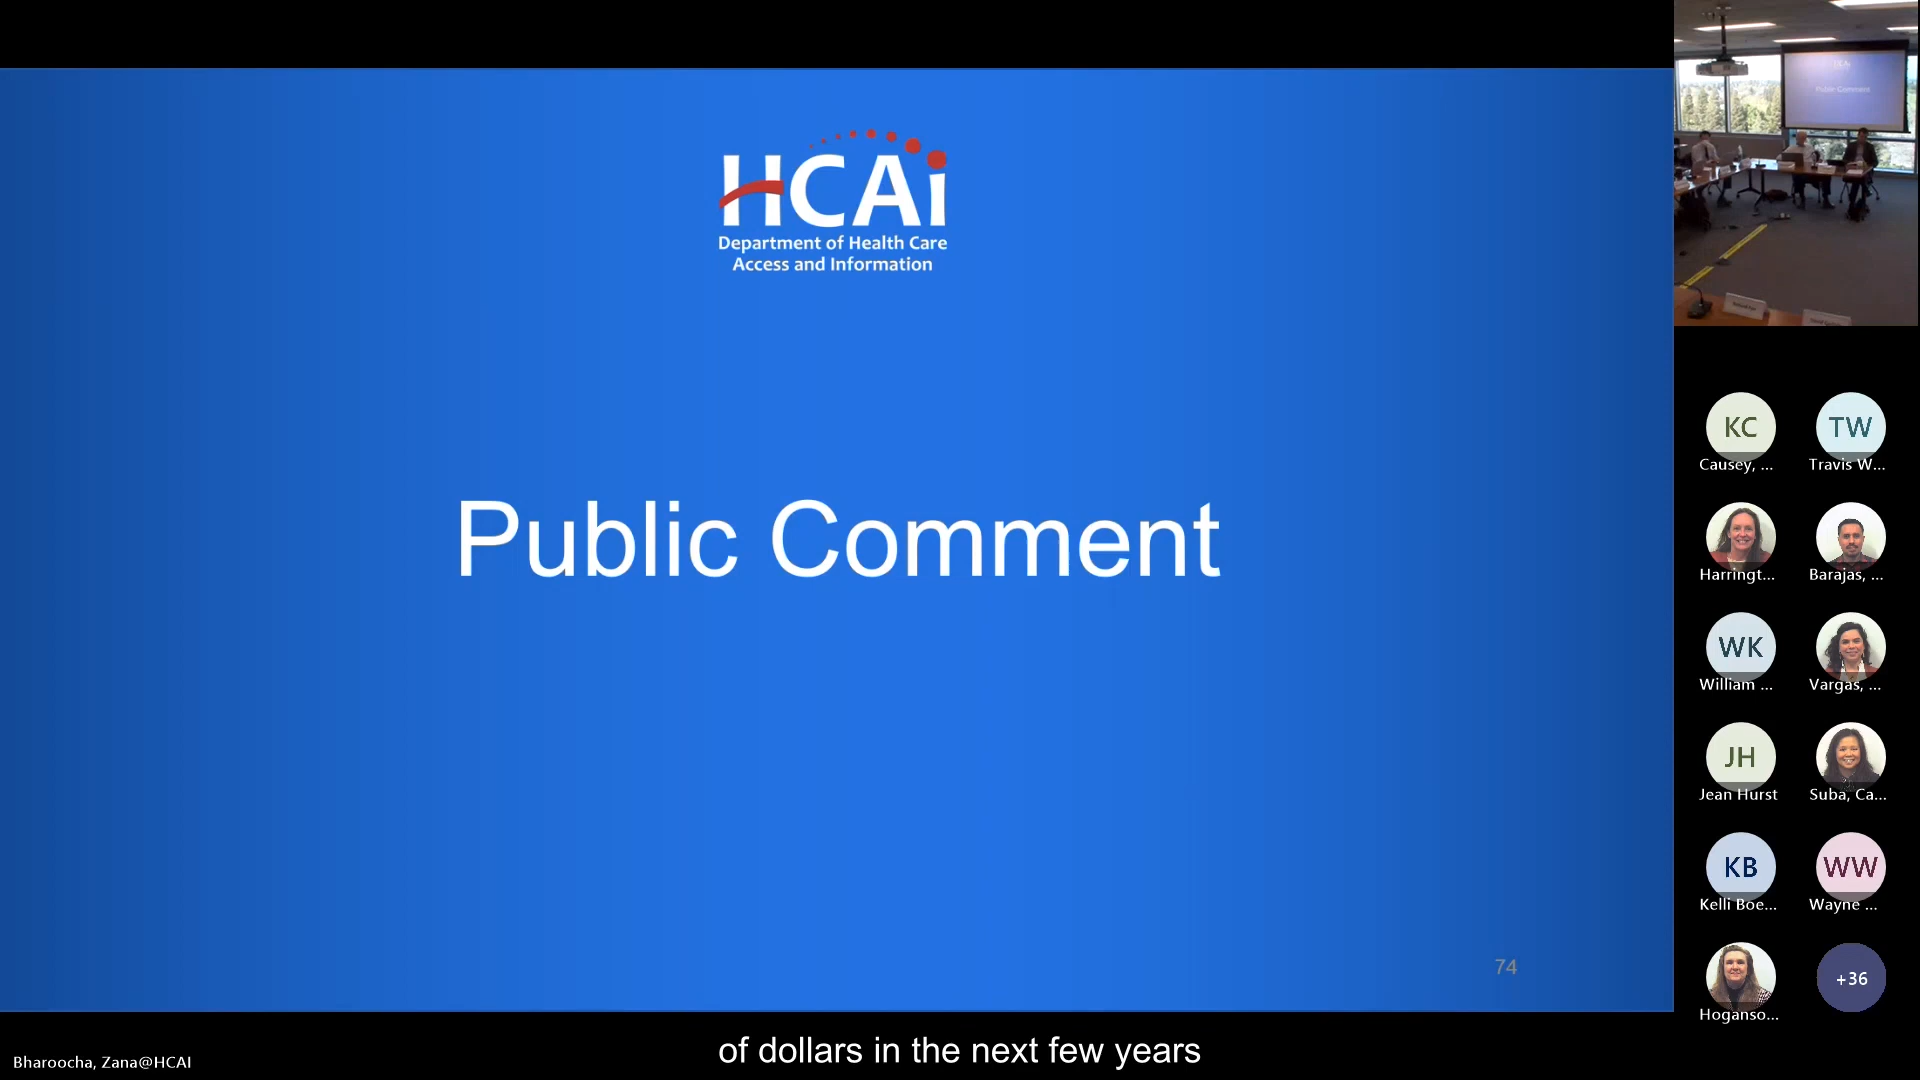 HCAi
Department of Health Care
Access and Information
Public Comment
74
Public Comment
KC
Causey, ...
TW
Travis W...
Harringt...
Barajas, ...
WK
William ...
Vargas, ...
JH
Jean Hurst
Suba, Ca...
KB
Kelli Boe...
WW
Wayne ...
Hoganso...
+36
of dollars in the next few years
Bharoocha, Zana@HCAI